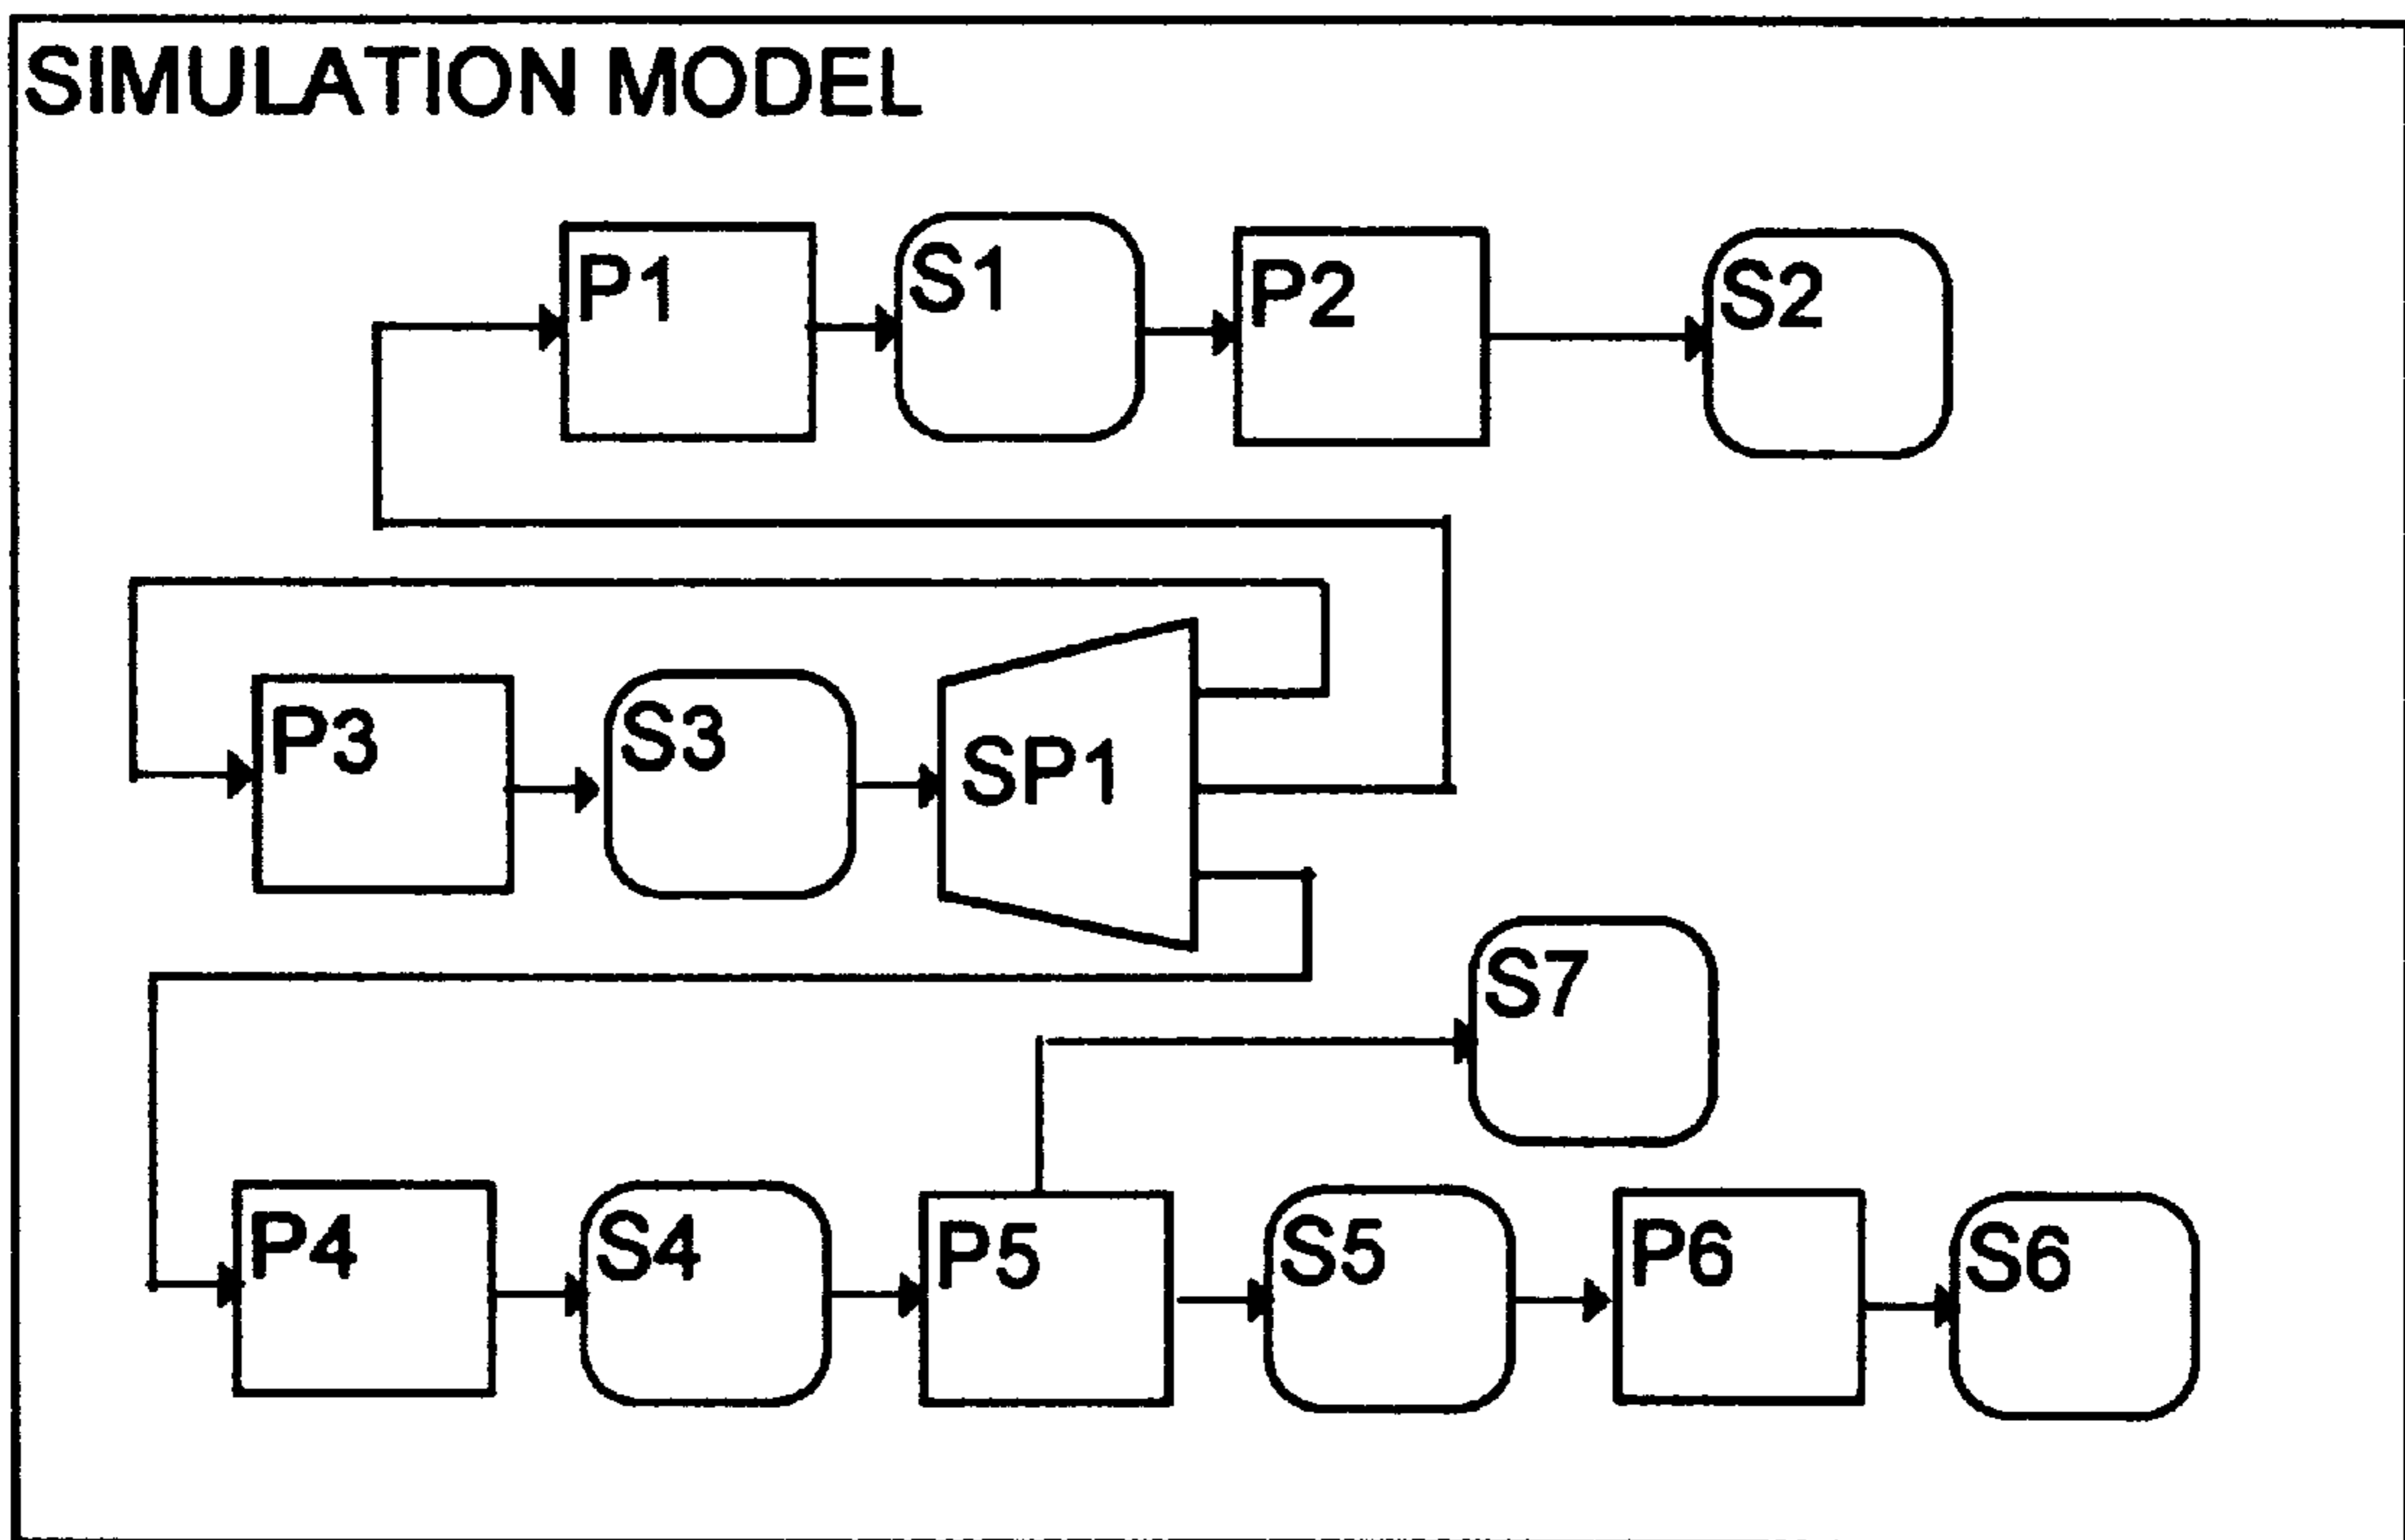 SIMULATION MODEL
P1
S1
P2
S2
P3
S3
SP1
S7
P4
S4
P5
S5
P6
S6